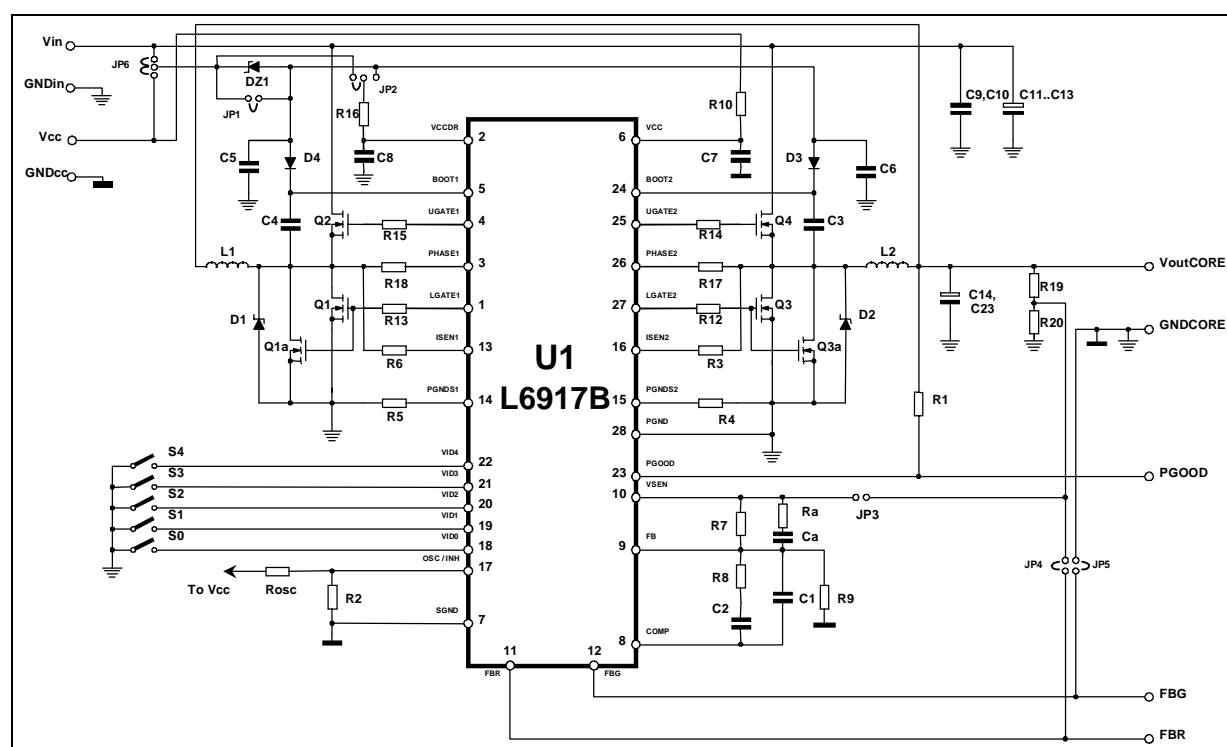 Vin
JP6
DZ1
JP2
GNDin
JP1
R16
R10
C9,C10
C11..C13
Vcc
VCCDR
2
6
VCC
GNDcc
C5
D4
C8
C7
D3
C6
BOOT1
5
24
BOOT2
C4
Q2
UGATE1
4
25
UGATE2
Q4
C3
R15
R14
L1
PHASE1
3
26
PHASE2
L2
VoutCORE
R18
R17
R19
Q1
LGATE1
1
27
LGATE2
Q3
C14,
C23
D1
R13
R12
D2
R20
GNDCORE
Q1a
ISEN1
13
16
ISEN2
Q3a
R6
U1
R3
L6917B
PGNDS1
14
15
PGNDS2
R1
R5
R4
28
PGND
S4
VID4
22
23
PGOOD
PGOOD
S3
VID3
21
10
VSEN
S2
VID2
20
JP3
S1
VID1
19
R7
Ra
Ca
S0
VID0
18
9
FB
OSC / INH
17
JP4
JP5
To Vcc
Rosc
R2
R8
C1
R9
SGND
7
C2
8
COMP
11
12
FBR
FBG
FBG
FBR